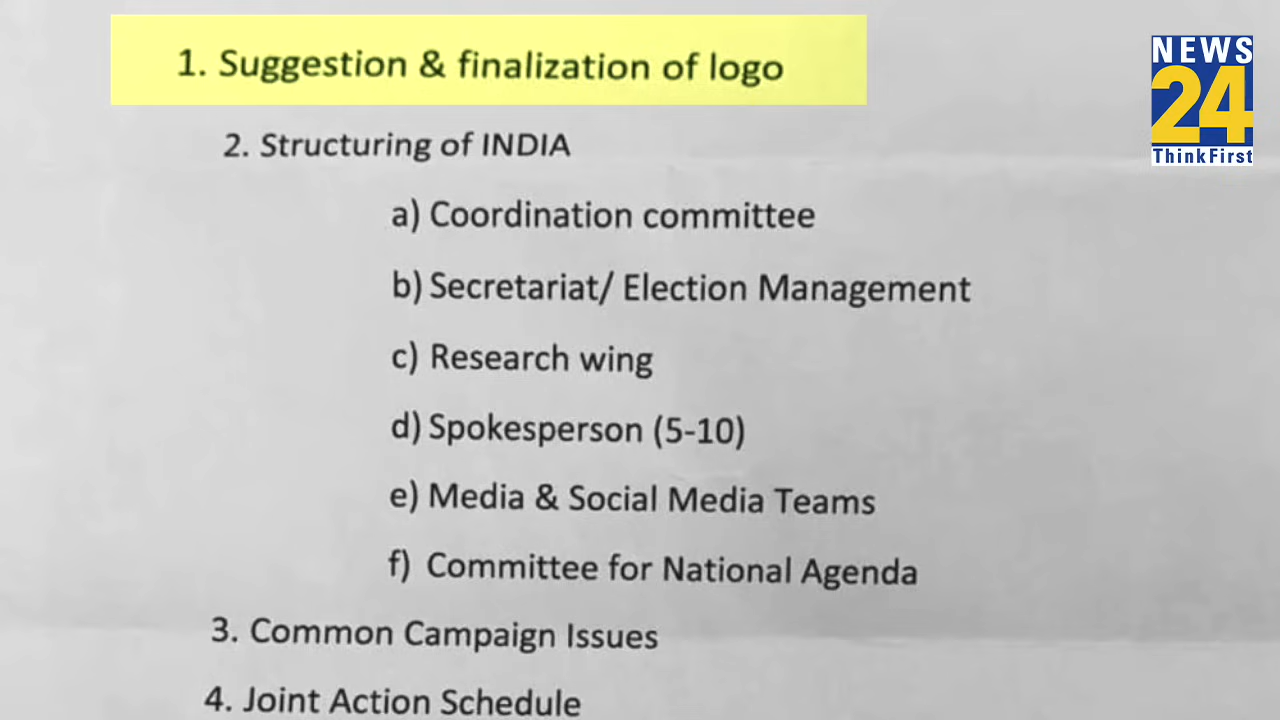 1. Suggestion & finalization of logo
2. Structuring of INDIA
a) Coordination committee
b) Secretariat/ Election Management
c) Research wing
d) Spokesperson (5-10)
e) Media & Social Media Teams
f) Committee for National Agenda
3. Common Campaign Issues
4. Joint Action Schedule
NEWS
24
ThinkFirst